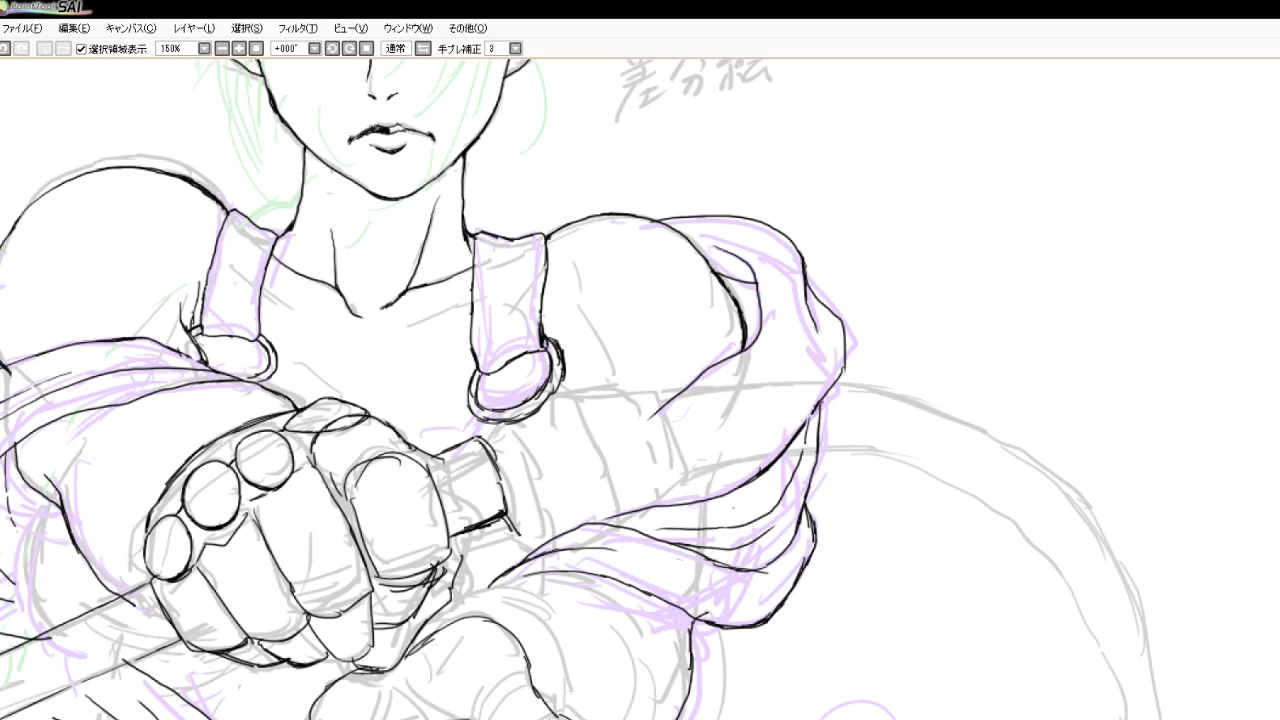 PaintTool SAI
ファイル(F) 編集(E) キャンバス(C) レイヤー(L) 選択(S) フィルタ(T) ビュー(V) ウィンドウ(W) その他(O)
選択領域表示 150% +000° 通常 手ブレ補正 3
差分絵